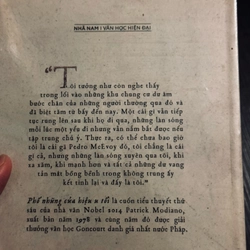 NHÃ NAM | VĂN HỌC HIỆN ĐẠI
"Tôi tưởng như còn nghe thấy
trong lối vào những khu chung cư dư âm
bước chân của những người thường qua đó và
đã biệt tăm từ bấy đến nay. Một cái gì vẫn tiếp
tục rung lên sau khi họ đi qua, những làn sóng
mỗi lúc một yếu đi nhưng vẫn nắm bắt được nếu
tập trung chú ý. Thực ra, có thể chưa bao giờ
tôi là cái gã Pedro McEvoy đó, tôi chẳng là cái
gì cả, nhưng những làn sóng xuyên qua tôi, khi
xa xăm, khi mạnh hơn và tất cả những dư vang
tản mát bồng bềnh trong không trung ấy
kết tinh lại và đấy là tôi."
Phố những cửa hiệu u tối là cuốn tiểu thuyết thứ
sáu của nhà văn Nobel 2014 Patrick Modiano,
xuất bản năm 1978 và cùng năm đó được giải
thưởng văn học Goncourt danh giá nhất nước Pháp.